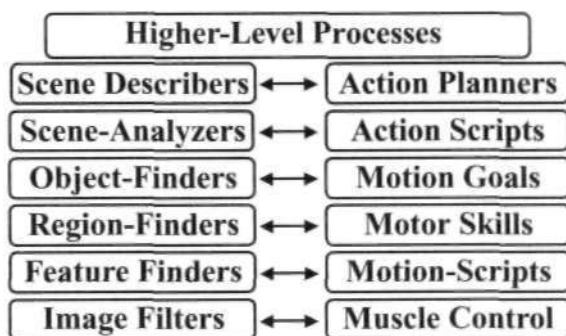 Higher-Level Processes
Scene Describers Action Planners
Scene-Analyzers Action Scripts
Object-Finders Motion Goals
Region-Finders Motor Skills
Feature Finders Motion-Scripts
Image Filters Muscle Control